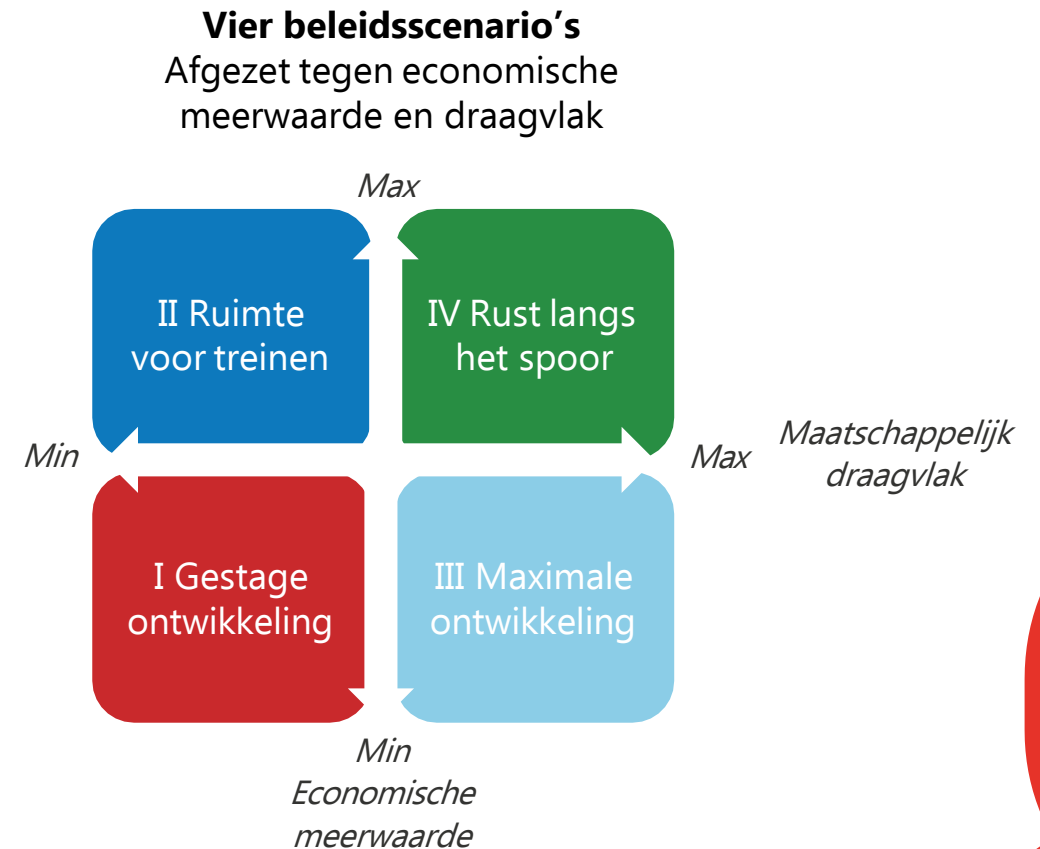 Vier beleidsscenario’s
Afgezet tegen economische
meerwaarde en draagvlak
Max
II Ruimte
voor treinen
IV Rust langs
het spoor
Min
Max
Maatschappelijk
draagvlak
I Gestage
ontwikkeling
III Maximale
ontwikkeling
Min
Economische
meerwaarde